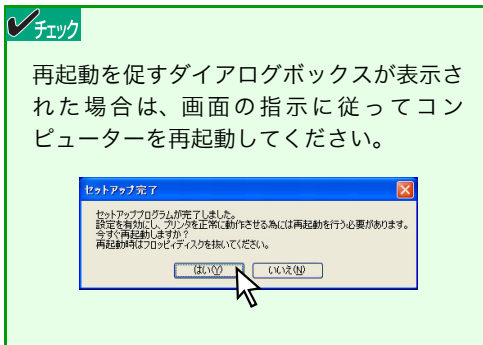 チェック
再起動を促すダイアログボックスが表示さ
れた場合は、画面の指示に従ってコン
ピューターを再起動してください。
セットアップ完了
セットアッププログラムが完了しました。
設定を有効にし、プリンタを正常に動作させる為には再起動を行う必要があります。
今すぐ再起動しますか?
再起動時はフロッピィディスクを抜いてください。
はい(Y) いいえ(N)